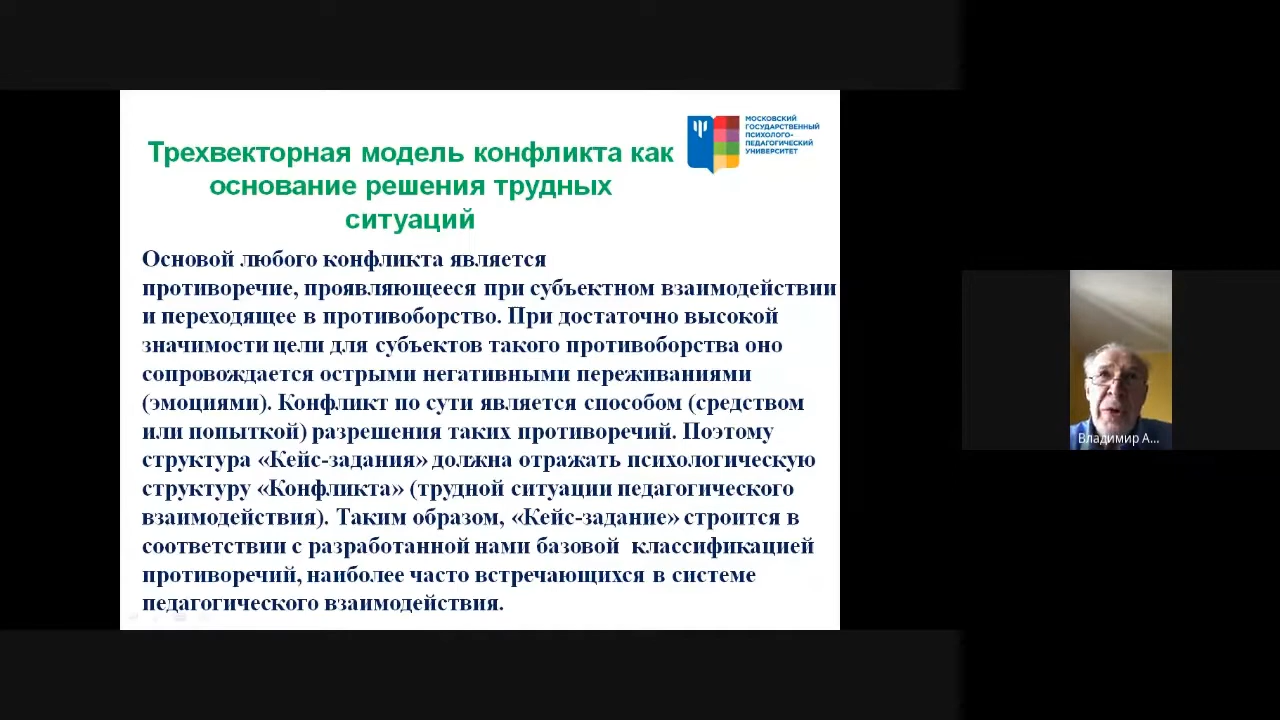 МОСКОВСКИЙ
ГОСУДАРСТВЕННЫЙ
ПСИХОЛОГО-
ПЕДАГОГИЧЕСКИЙ
УНИВЕРСИТЕТ
Трехвекторная модель конфликта как
основание решения трудных
ситуаций
Основой любого конфликта является
противоречие, проявляющееся при субъектном взаимодействии
и переходящее в противоборство. При достаточно высокой
значимости цели для субъектов такого противоборства оно
сопровождается острыми негативными переживаниями
(эмоциями). Конфликт по сути является способом (средством
или попыткой) разрешения таких противоречий. Поэтому
структура «Кейс-задания» должна отражать психологическую
структуру «Конфликта» (трудной ситуации педагогического
взаимодействия). Таким образом, «Кейс-задание» строится в
соответствии с разработанной нами базовой классификацией
противоречий, наиболее часто встречающихся в системе
педагогического взаимодействия.
Владимир А...